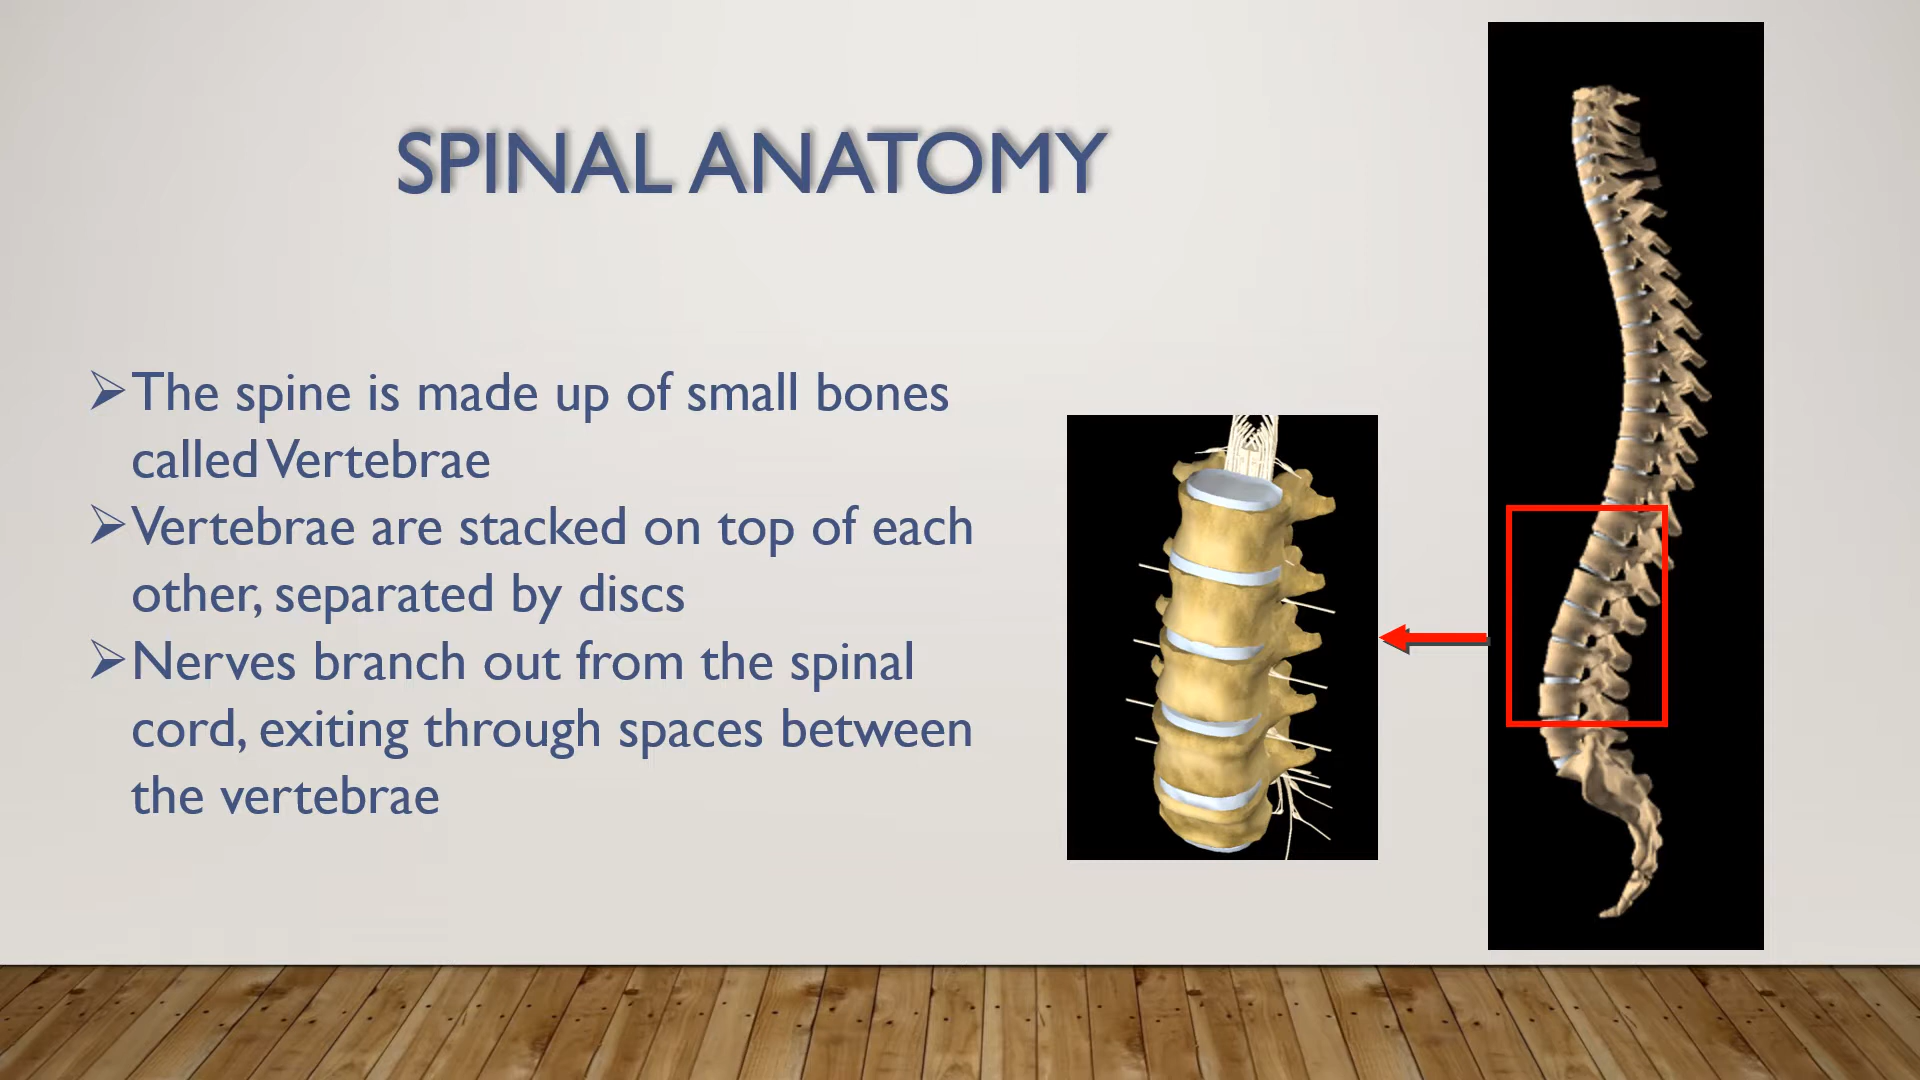 SPINAL ANATOMY
The spine is made up of small bones
called Vertebrae
Vertebrae are stacked on top of each
other, separated by discs
Nerves branch out from the spinal
cord, exiting through spaces between
the vertebrae